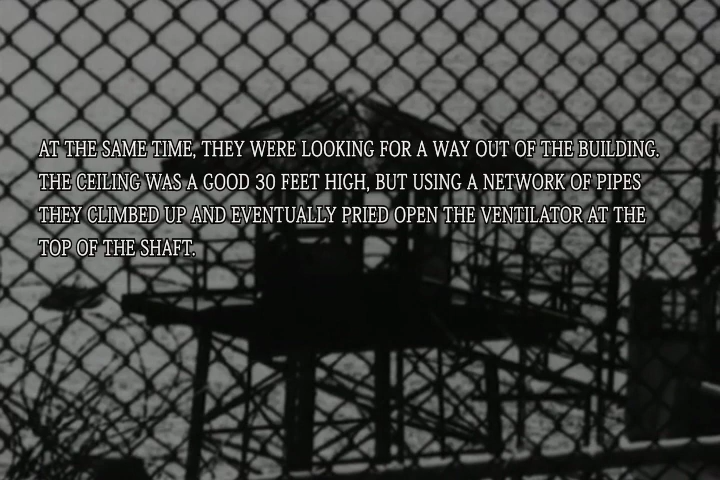 AT THE SAME TIME, THEY WERE LOOKING FOR A WAY OUT OF THE BUILDING.
THE CEILING WAS A GOOD 30 FEET HIGH, BUT USING A NETWORK OF PIPES
THEY CLIMBED UP AND EVENTUALLY PRIED OPEN THE VENTILATOR AT THE
TOP OF THE SHAFT.